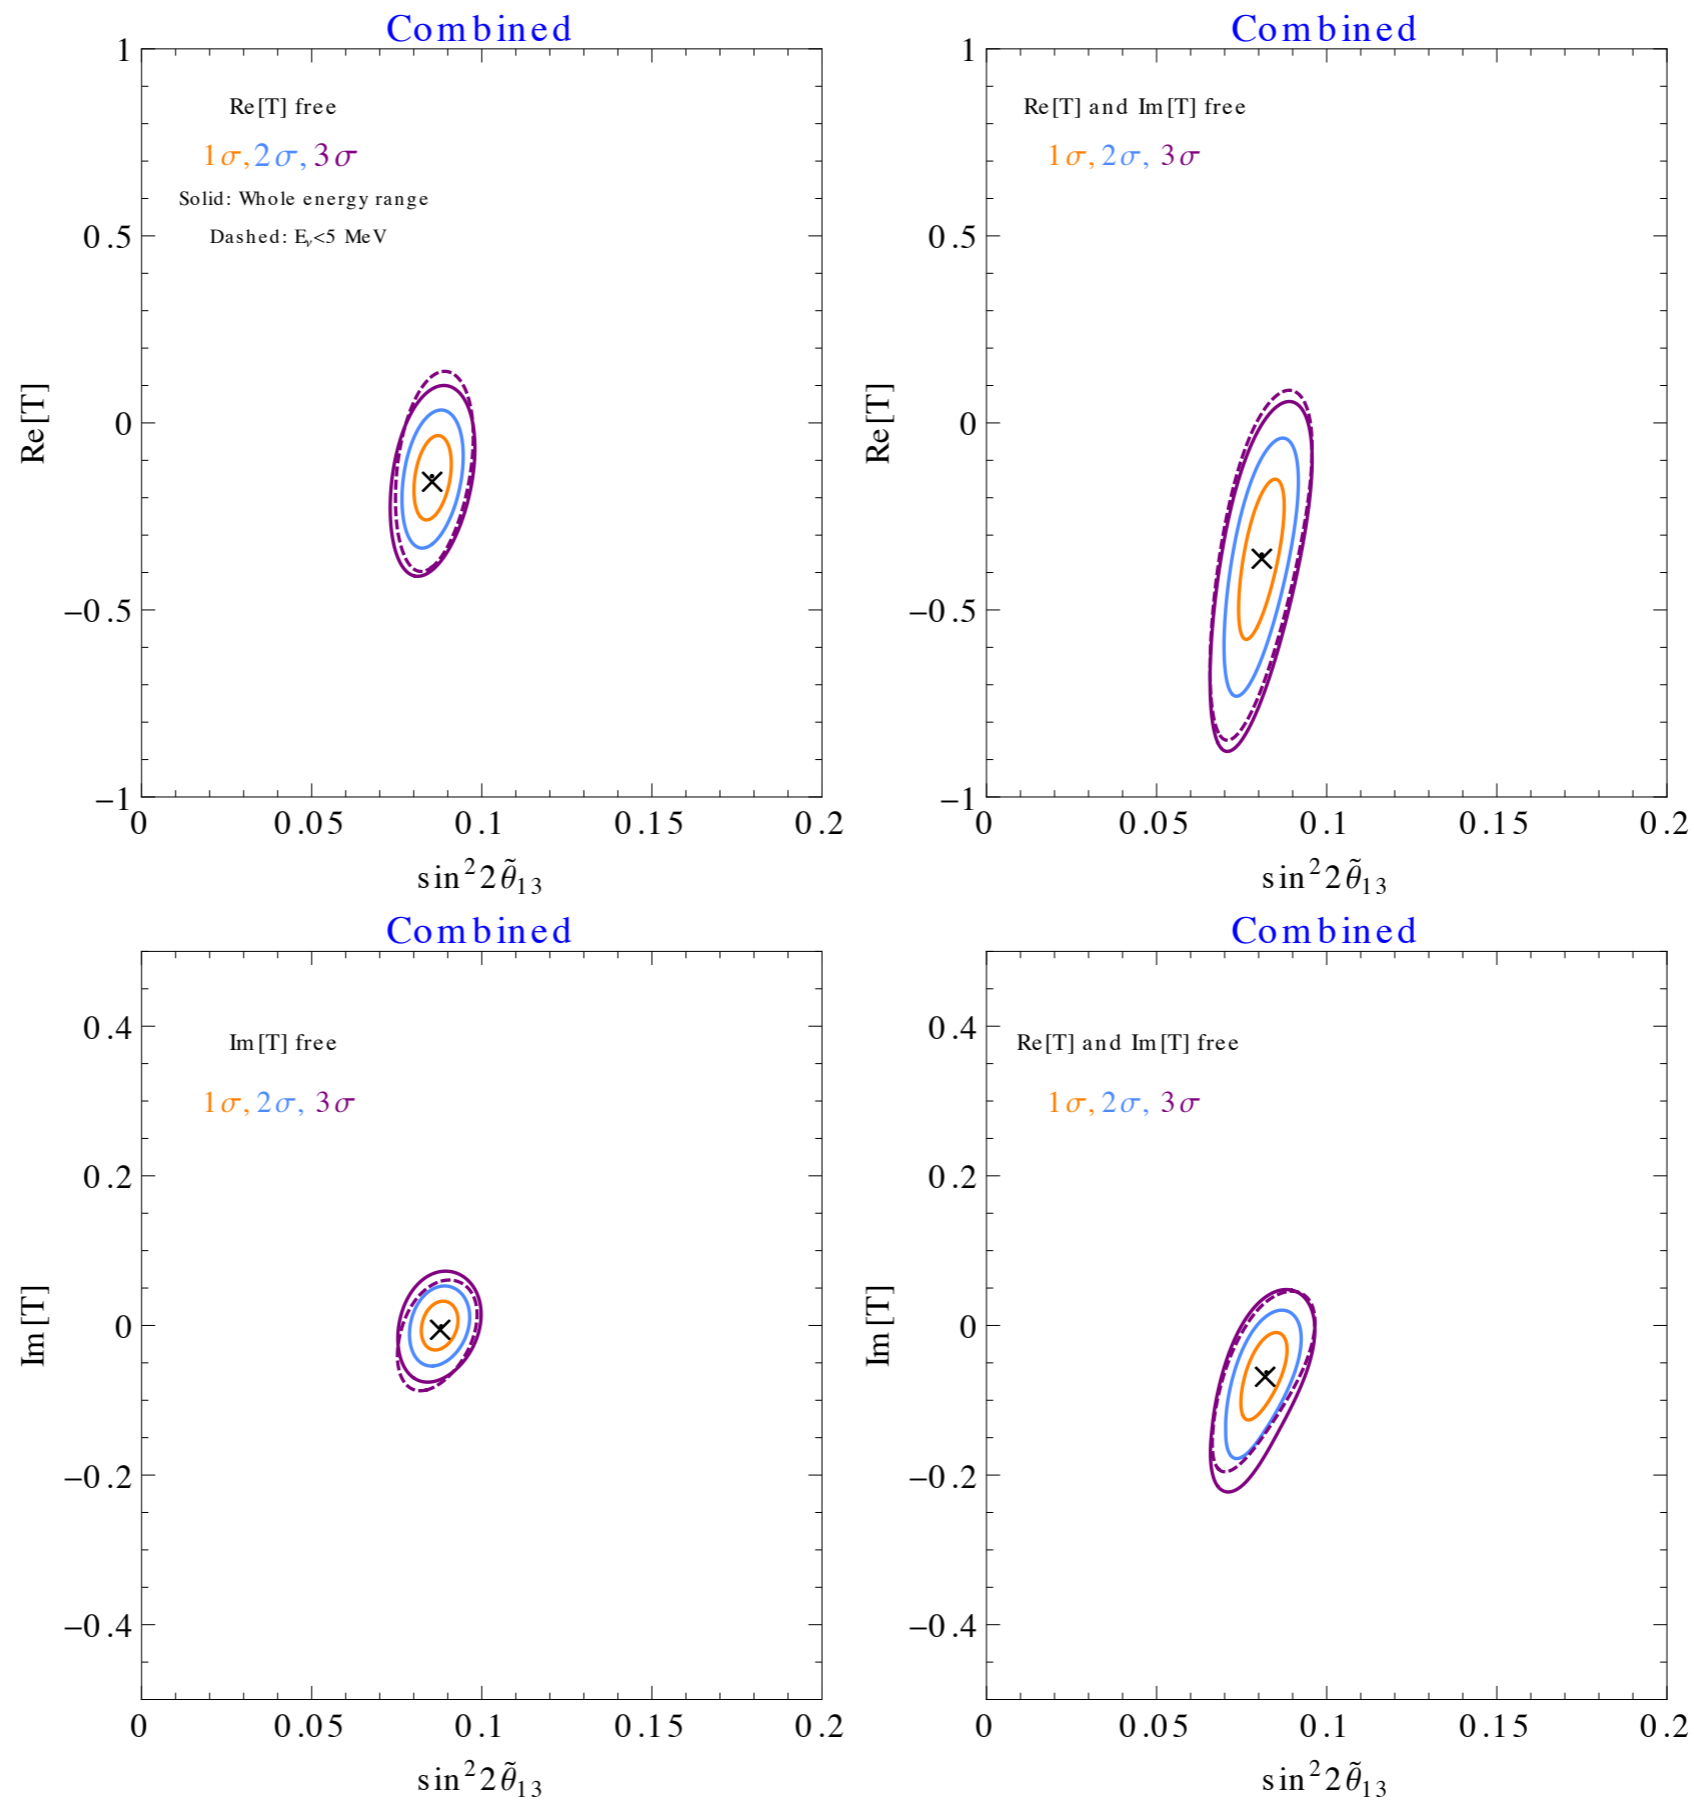 Combined
1
Re[T] free
1σ, 2σ, 3σ
Solid: Whole energy range
Dashed: Eν<5 MeV
0.5
0
−0.5
−1
Re[T]
0 0.05 0.1 0.15 0.2
sin²2θ̃₁₃
Combined
1
Re[T] and Im[T] free
1σ, 2σ, 3σ
0.5
0
−0.5
−1
Re[T]
0 0.05 0.1 0.15 0.2
sin²2θ̃₁₃
Combined
0.4
Im[T] free
1σ, 2σ, 3σ
0.2
0
−0.2
−0.4
Im[T]
0 0.05 0.1 0.15 0.2
sin²2θ̃₁₃
Combined
0.4
Re[T] and Im[T] free
1σ, 2σ, 3σ
0.2
0
−0.2
−0.4
Im[T]
0 0.05 0.1 0.15 0.2
sin²2θ̃₁₃